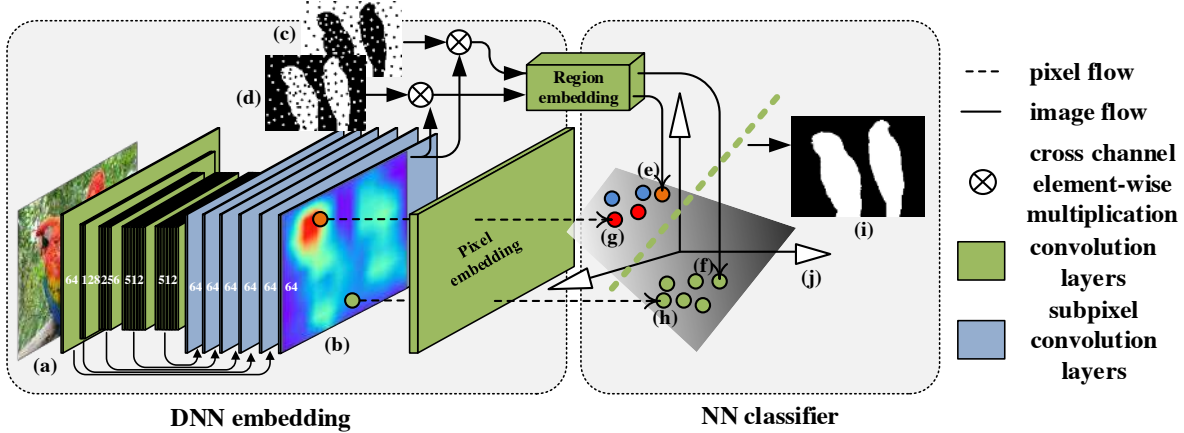 (c)
(d)
Region
embedding
pixel flow
image flow
cross channel
element-wise
multiplication
convolution
layers
subpixel
convolution
layers
(e)
(g)
(f)
(h)
(i)
(j)
Pixel
embedding
64 128 256 512 512 64 64 64 64 64 64
(a)
(b)
DNN embedding
NN classifier